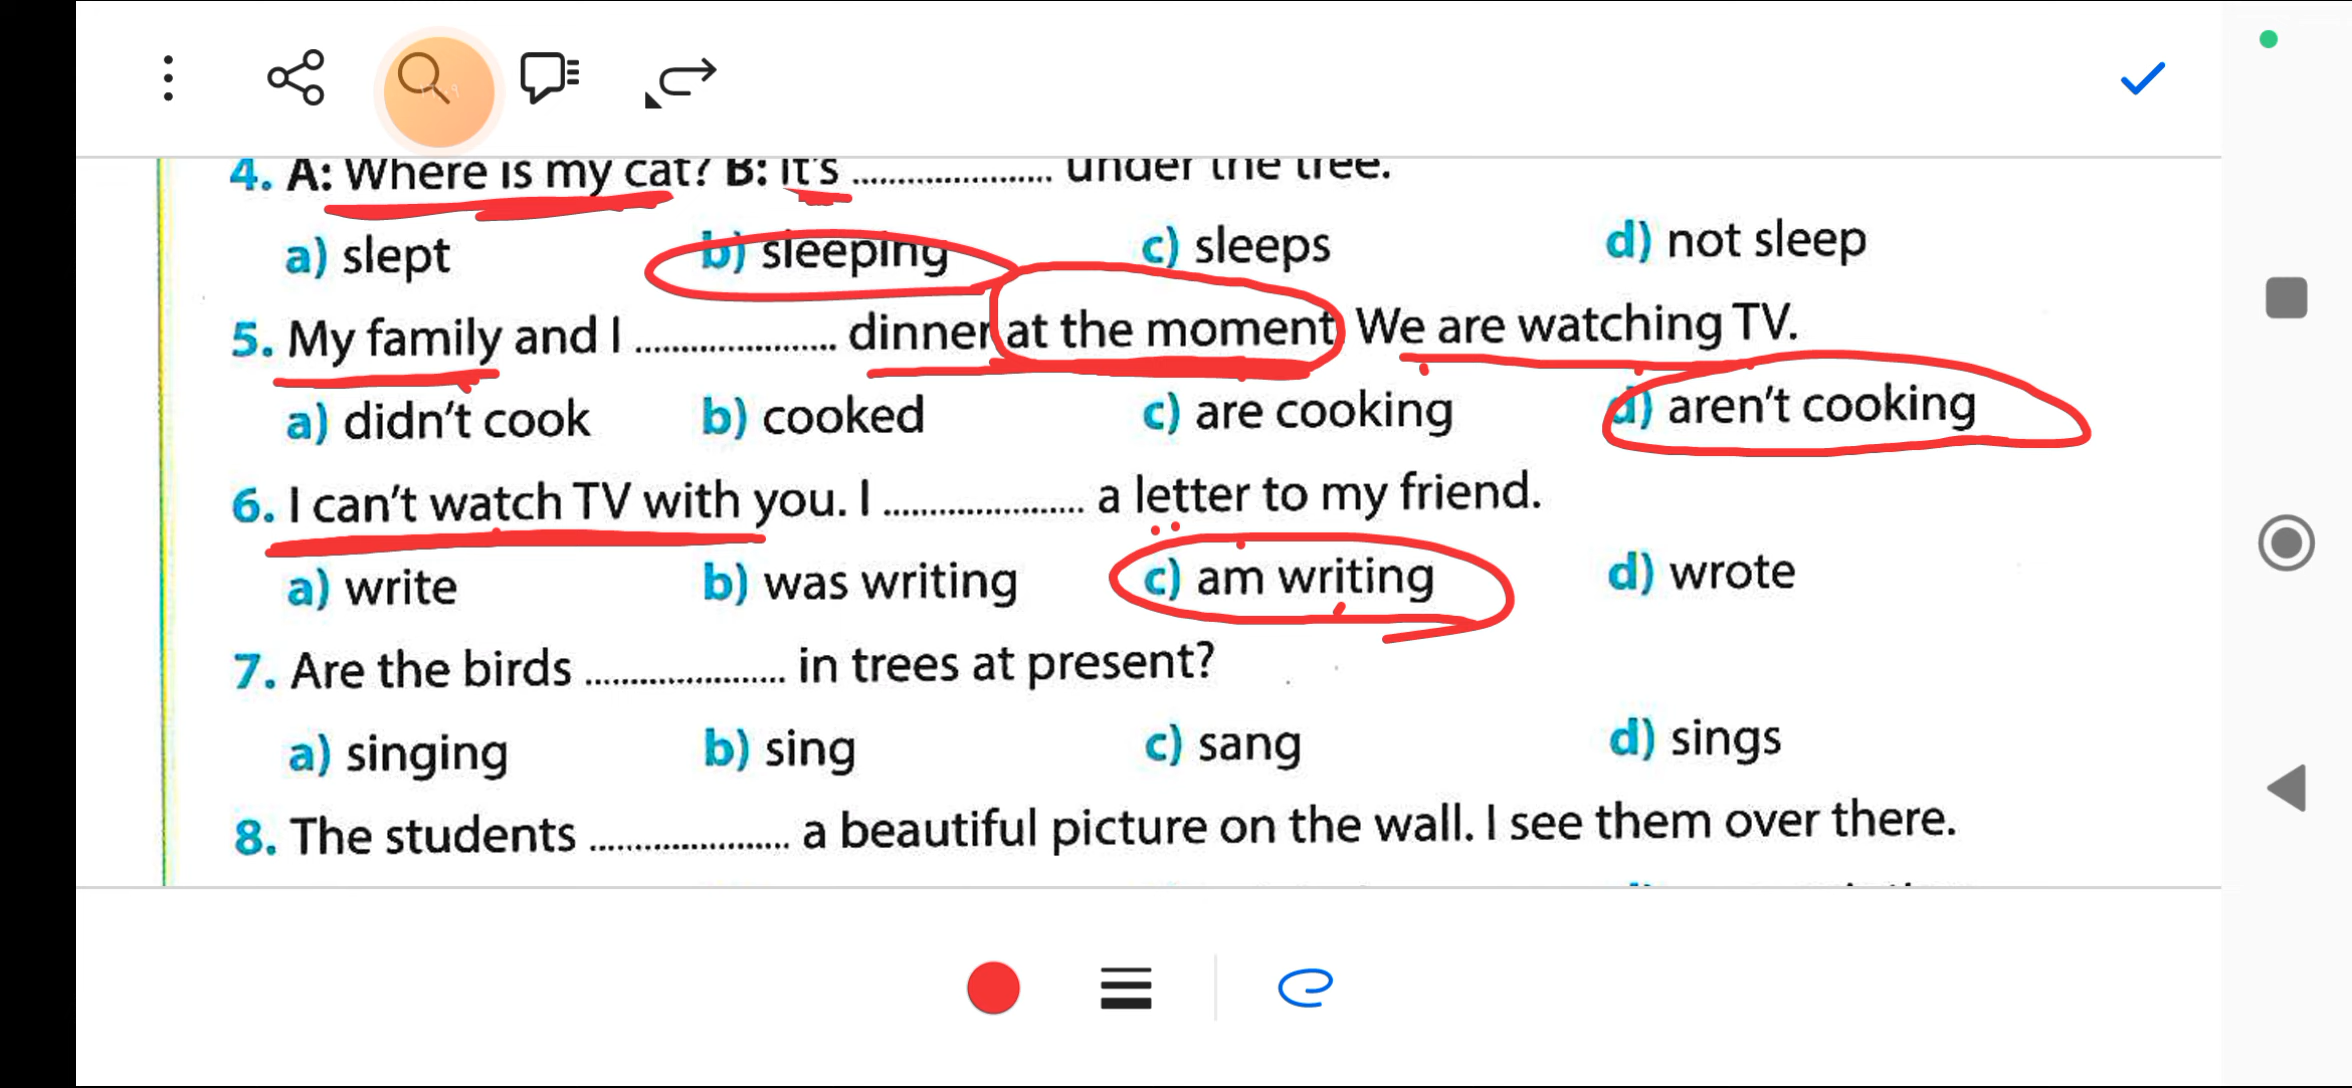 4. A: Where is my cat? B: It's ...................... under the tree.
a) slept b) sleeping c) sleeps d) not sleep
5. My family and I ...................... dinner at the moment. We are watching TV.
a) didn't cook b) cooked c) are cooking d) aren't cooking
6. I can't watch TV with you. I ...................... a letter to my friend.
a) write b) was writing c) am writing d) wrote
7. Are the birds ...................... in trees at present?
a) singing b) sing c) sang d) sings
8. The students ...................... a beautiful picture on the wall. I see them over there.